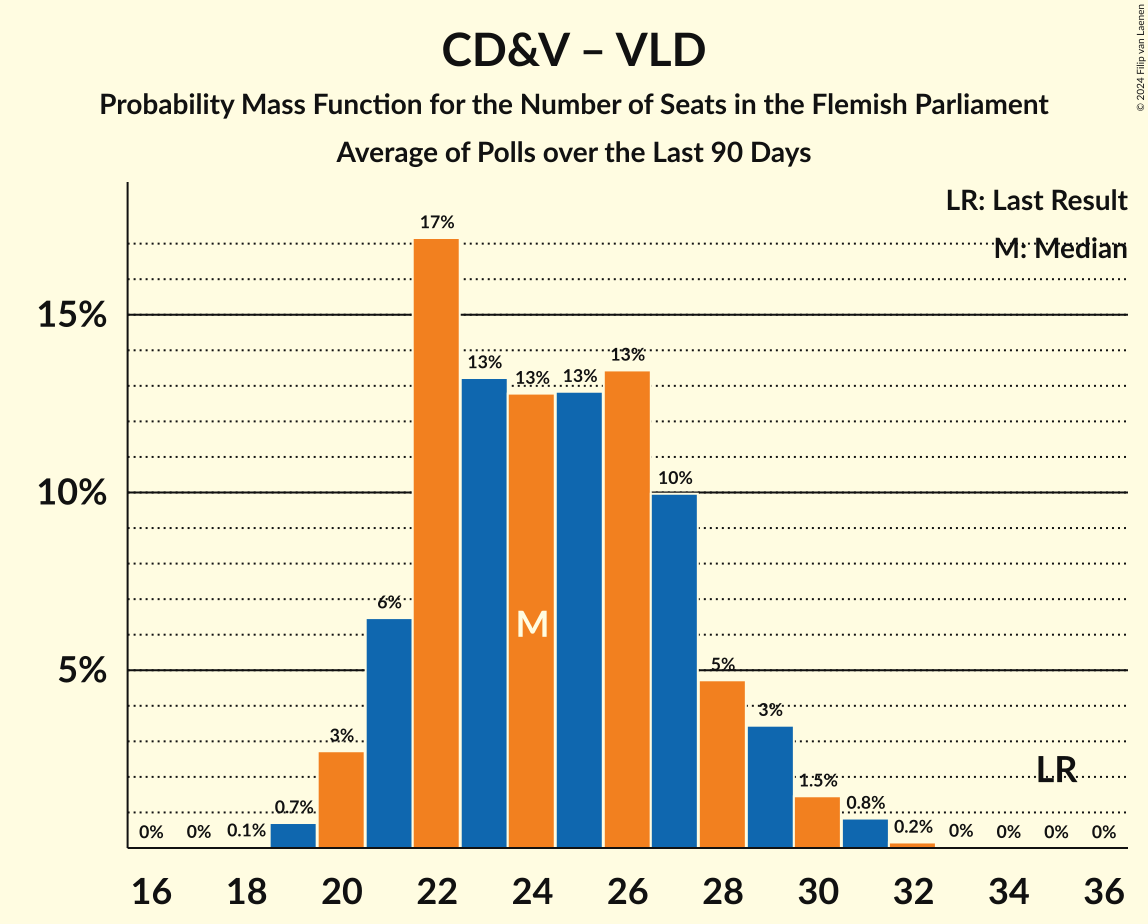 CD&V – VLD
Probability Mass Function for the Number of Seats in the Flemish Parliament
Average of Polls over the Last 90 Days
© 2024 Filip van Laenen
LR: Last Result
M: Median
17%
15%
13%
13%
13%
13%
10%
10%
6%
M
5%
5%
3%
3%
LR
1.5%
0.7%
0.8%
0%
0%
0.1%
0.2%
0%
0%
0%
0%
16 18 20 22 24 26 28 30 32 34 36